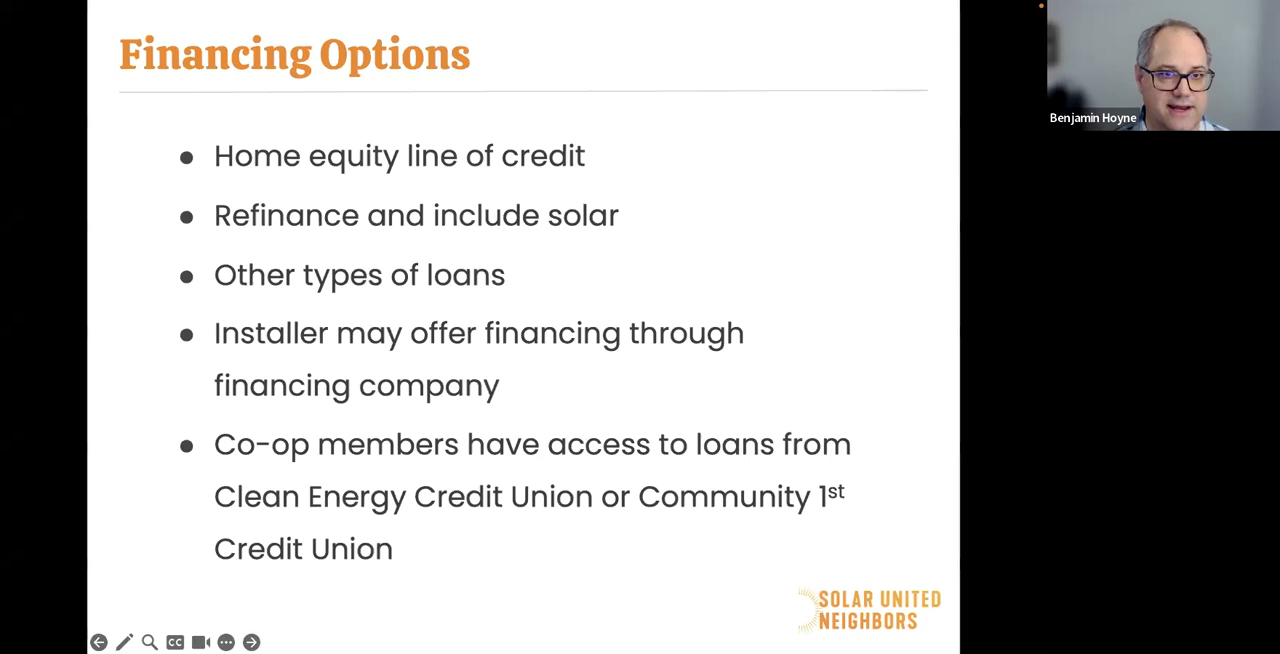 Financing Options
Home equity line of credit
Refinance and include solar
Other types of loans
Installer may offer financing through
financing company
Co-op members have access to loans from
Clean Energy Credit Union or Community 1st
Credit Union
SOLAR UNITED
NEIGHBORS
Benjamin Hoyne
CC